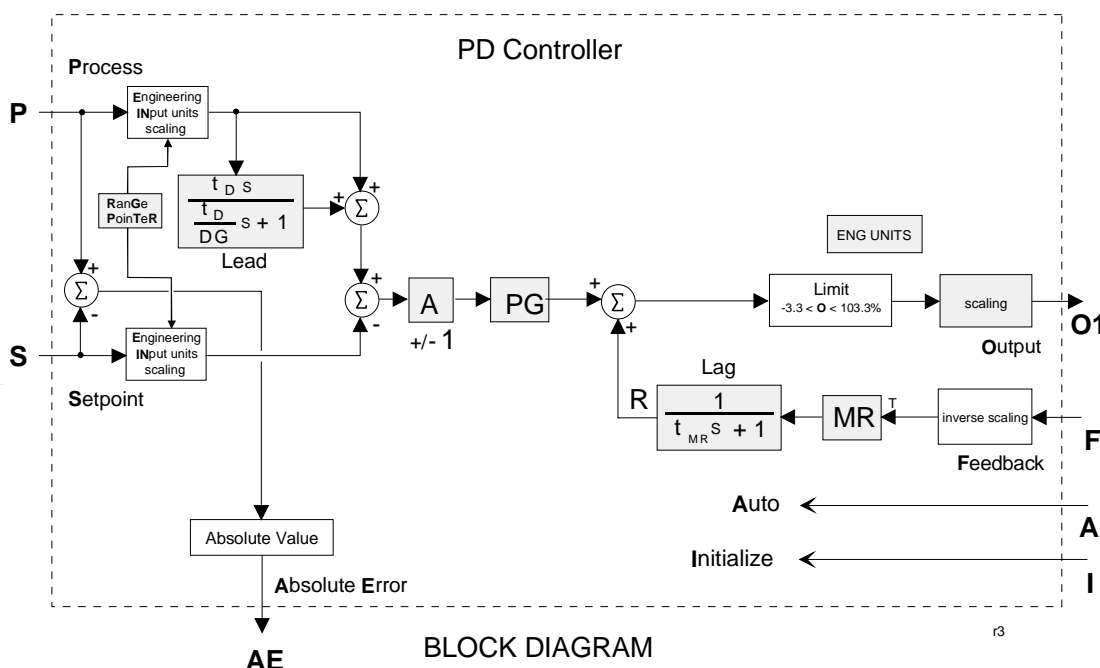 PD Controller
Process
P
Engineering
INput units
scaling
RanGe
PoinTeR
t D S
t D
DG
S + 1
Lead
+
+
Σ
+
-
Σ
+
-
Σ
A
+/- 1
PG
+
+
Σ
ENG UNITS
Limit
-3.3 < O < 103.3%
scaling
O1
Output
S
Engineering
INput units
scaling
Setpoint
Lag
R
1
t MR S + 1
MR
T
inverse scaling
F
Feedback
Auto
A
Initialize
I
Absolute Value
Absolute Error
AE
BLOCK DIAGRAM
r3